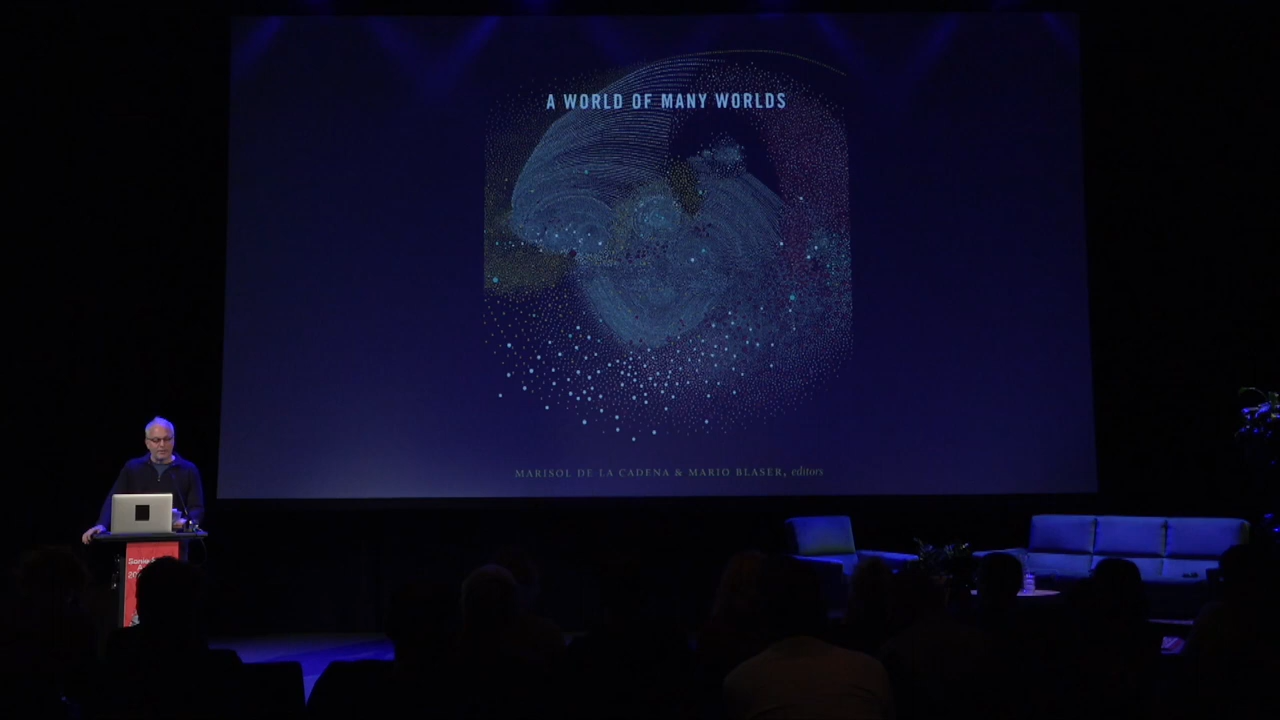 A WORLD OF MANY WORLDS
MARISOL DE LA CADENA & MARIO BLASER, editors